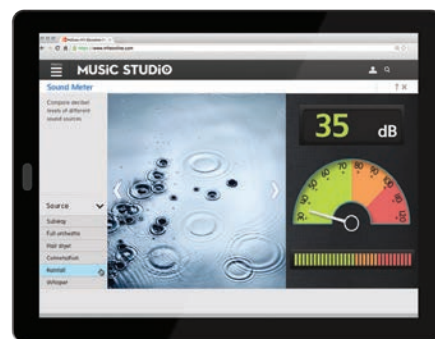 MUSiC STUDiO
Sound Meter
? ×
Compare decibel
levels of different
sound sources
35 dB
Source
Subway
Full orchestra
Hair dryer
Conversation
Rainfall
Whisper